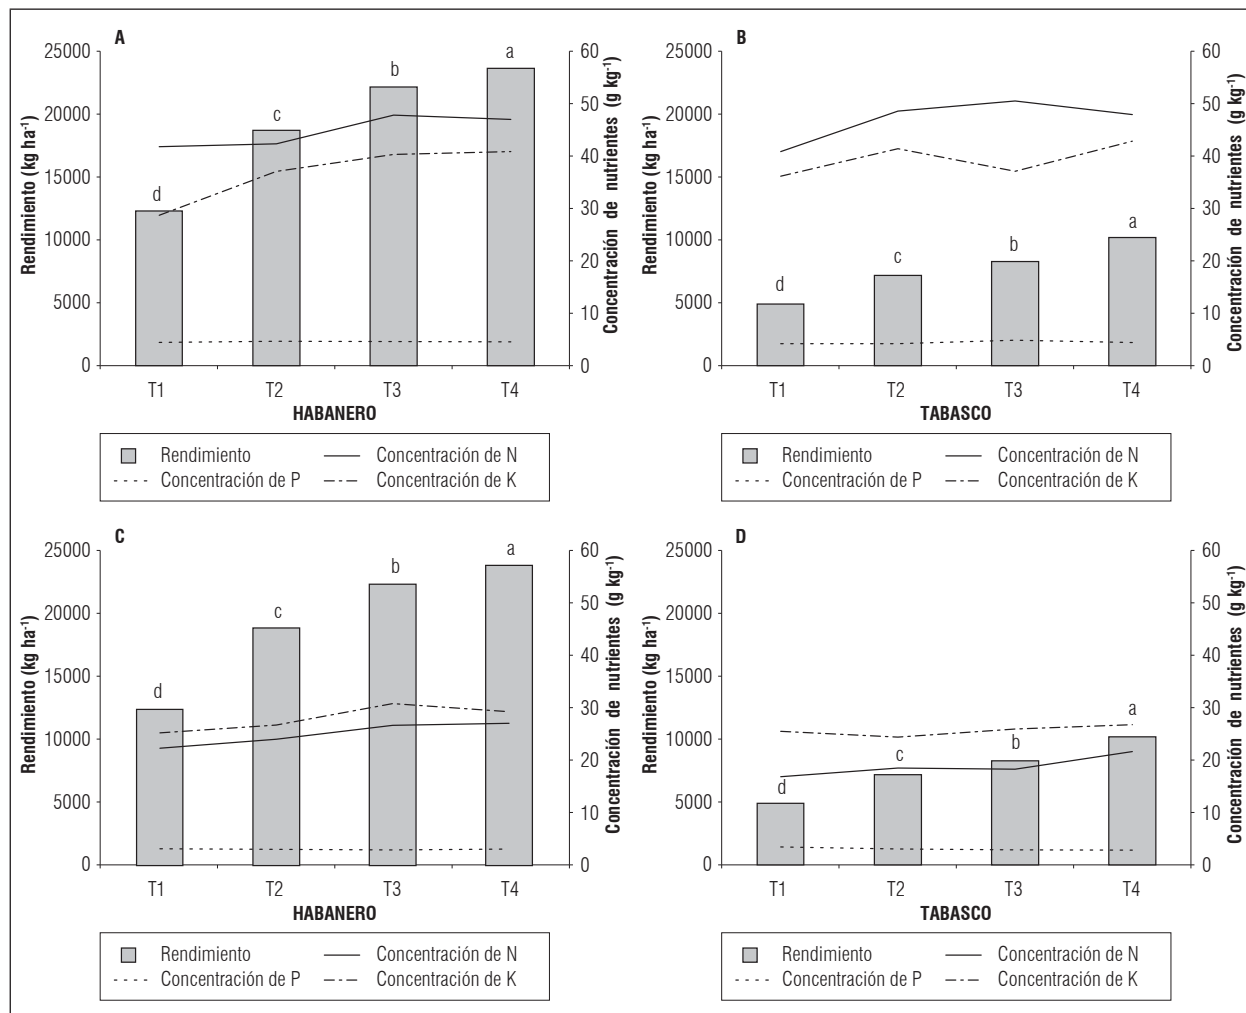 A
Rendimiento (kg ha⁻¹)
25000
20000
15000
10000
5000
0
d
c
b
a
60
50
40
30
20
10
0
Concentración de nutrientes (g kg⁻¹)
T1 T2 T3 T4
HABANERO
Rendimiento Concentración de N
Concentración de P Concentración de K
B
Rendimiento (kg ha⁻¹)
25000
20000
15000
10000
5000
0
d
c
b
a
60
50
40
30
20
10
0
Concentración de nutrientes (g kg⁻¹)
T1 T2 T3 T4
TABASCO
Rendimiento Concentración de N
Concentración de P Concentración de K
C
Rendimiento (kg ha⁻¹)
25000
20000
15000
10000
5000
0
d
c
b
a
60
50
40
30
20
10
0
Concentración de nutrientes (g kg⁻¹)
T1 T2 T3 T4
HABANERO
Rendimiento Concentración de N
Concentración de P Concentración de K
D
Rendimiento (kg ha⁻¹)
25000
20000
15000
10000
5000
0
d
c
b
a
60
50
40
30
20
10
0
Concentración de nutrientes (g kg⁻¹)
T1 T2 T3 T4
TABASCO
Rendimiento Concentración de N
Concentración de P Concentración de K